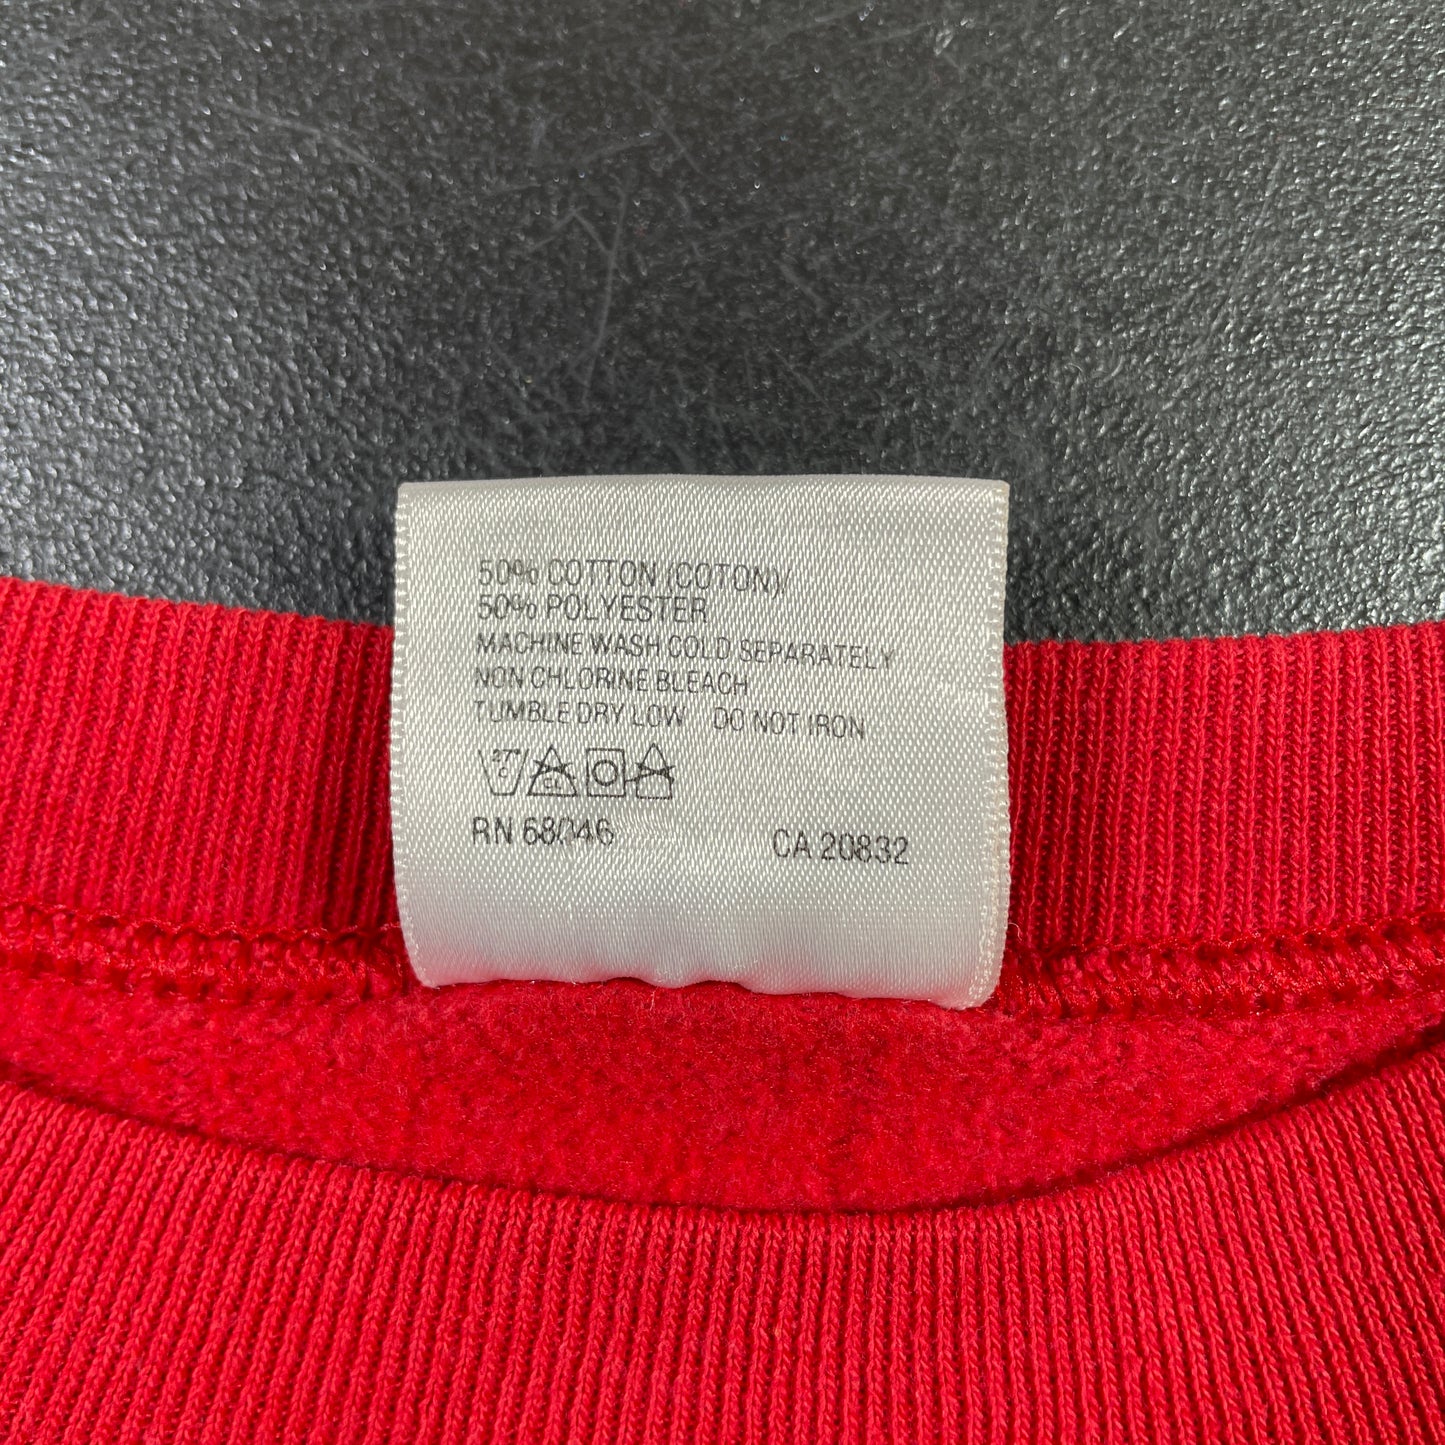 50% COTTON (COTON)/
50% POLYESTER
MACHINE WASH COLD SEPARATELY
NON CHLORINE BLEACH
TUMBLE DRY LOW DO NOT IRON
CL
RN 68046 CA 20832